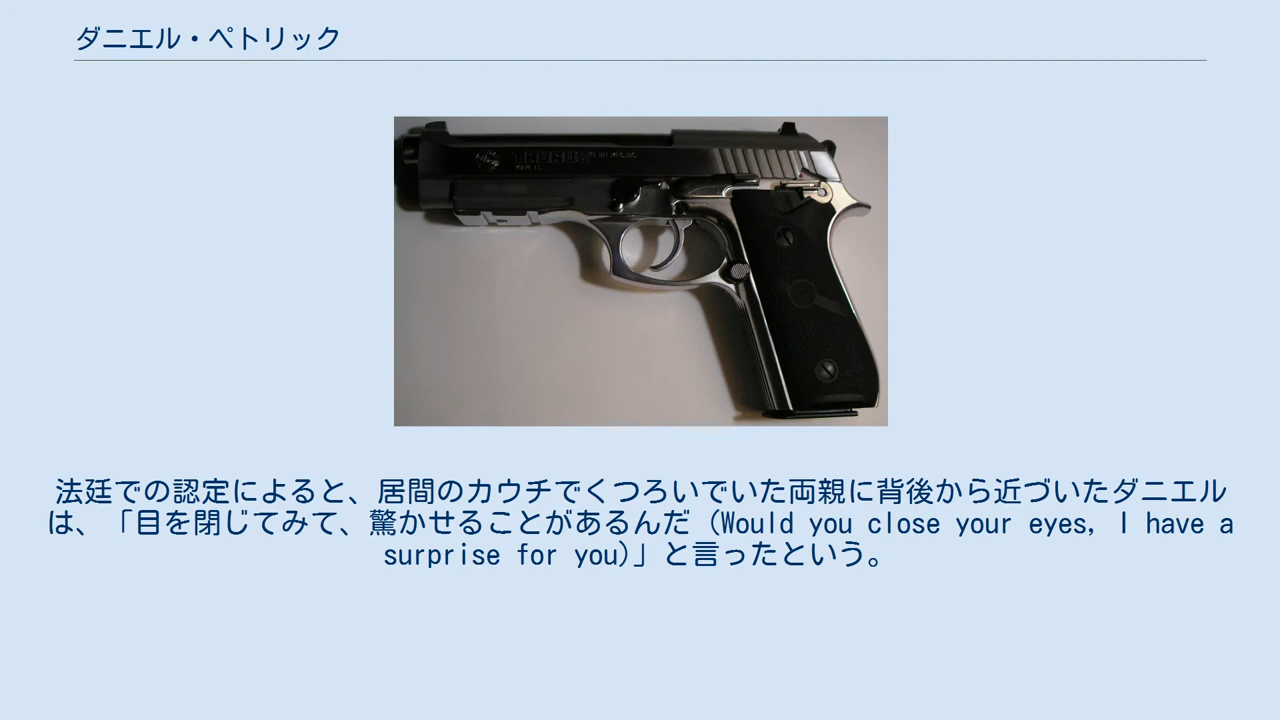 ダニエル・ペトリック
TAURUS
法廷での認定によると、居間のカウチでくつろいでいた両親に背後から近づいたダニエル
は、「目を閉じてみて、驚かせることがあるんだ (Would you close your eyes, I have a
surprise for you)」と言ったという。